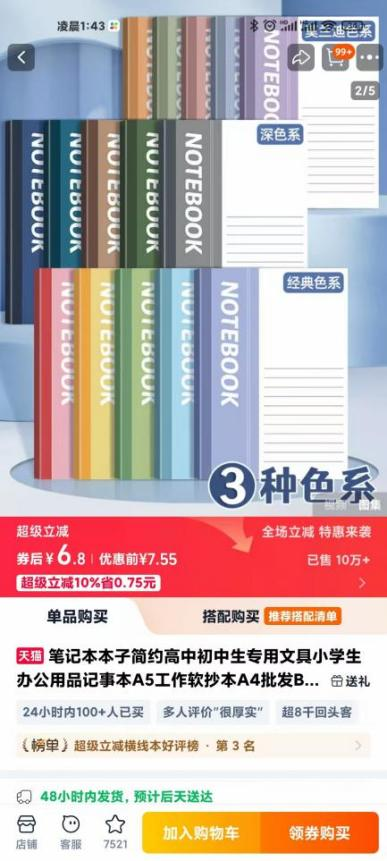 凌晨1:43
莫兰迪色系
99+
2/5
深色系
NOTEBOOK
NOTEBOOK
NOTEBOOK
NOTEBOOK
NOTEBOOK
经典色系
NOTEBOOK
NOTEBOOK
NOTEBOOK
NOTEBOOK
NOTEBOOK
3种色系
视频 图集
超级立减 全场立减 特惠来袭
券后¥6.8 优惠前¥7.55 已售 10万+
超级立减10%省0.75元
单品购买 搭配购买 推荐搭配清单
天猫 笔记本本子简约高中初中生专用文具小学生
办公用品记事本A5工作软抄本A4批发B... 送礼
24小时内100+人已买 多人评价“很厚实” 超8千回头客
榜单 超级立减横线本好评榜 · 第 3 名
48小时内发货，预计后天送达
店铺 客服 7521 加入购物车 领券购买